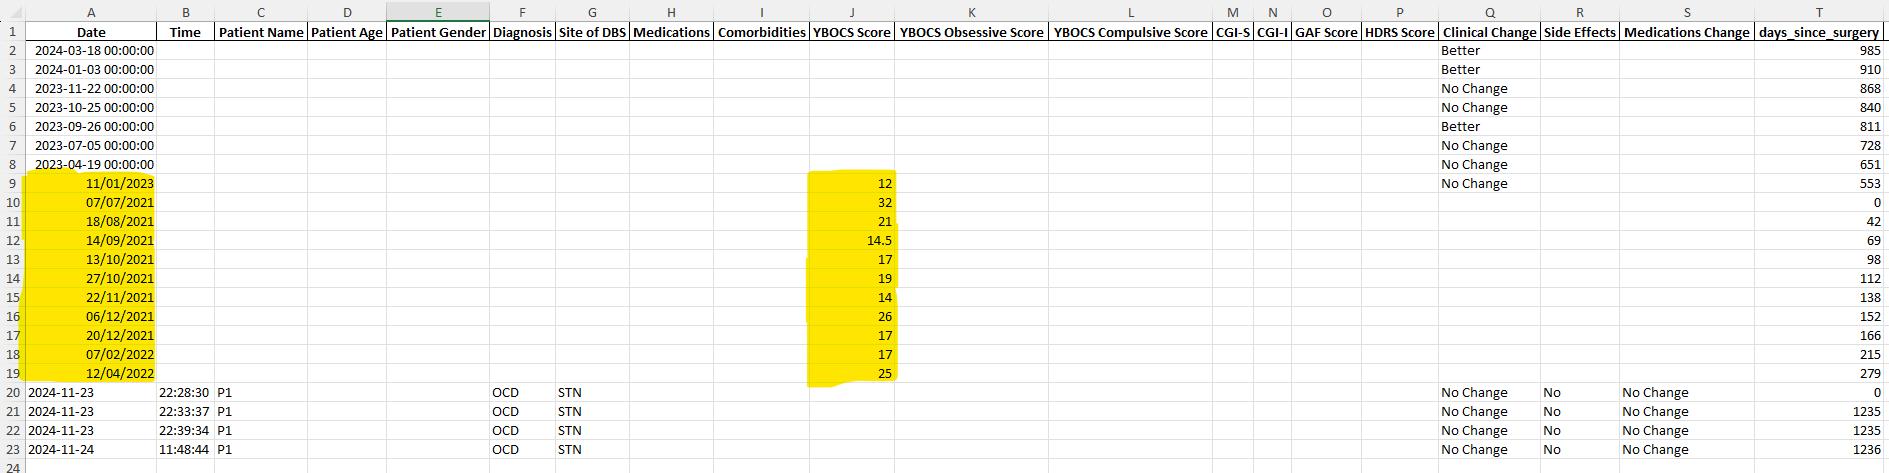 A B C D E F G H I J K L M N O P Q R S T
1 Date Time Patient Name Patient Age Patient Gender Diagnosis Site of DBS Medications Comorbidities YBOCS Score YBOCS Obsessive Score YBOCS Compulsive Score CGI-S CGI-I GAF Score HDRS Score Clinical Change Side Effects Medications Change days_since_surgery
2 2024-03-18 00:00:00 Better 985
3 2024-01-03 00:00:00 Better 910
4 2023-11-22 00:00:00 No Change 868
5 2023-10-25 00:00:00 No Change 840
6 2023-09-26 00:00:00 Better 811
7 2023-07-05 00:00:00 No Change 728
8 2023-04-19 00:00:00 No Change 651
9 11/01/2023 12 No Change 553
10 07/07/2021 32 0
11 18/08/2021 21 42
12 14/09/2021 14.5 69
13 13/10/2021 17 98
14 27/10/2021 19 112
15 22/11/2021 14 138
16 06/12/2021 26 152
17 20/12/2021 17 166
18 07/02/2022 17 215
19 12/04/2022 25 279
20 2024-11-23 22:28:30 P1 OCD STN No Change No No Change 0
21 2024-11-23 22:33:37 P1 OCD STN No Change No No Change 1235
22 2024-11-23 22:39:34 P1 OCD STN No Change No No Change 1235
23 2024-11-24 11:48:44 P1 OCD STN No Change No No Change 1236
24